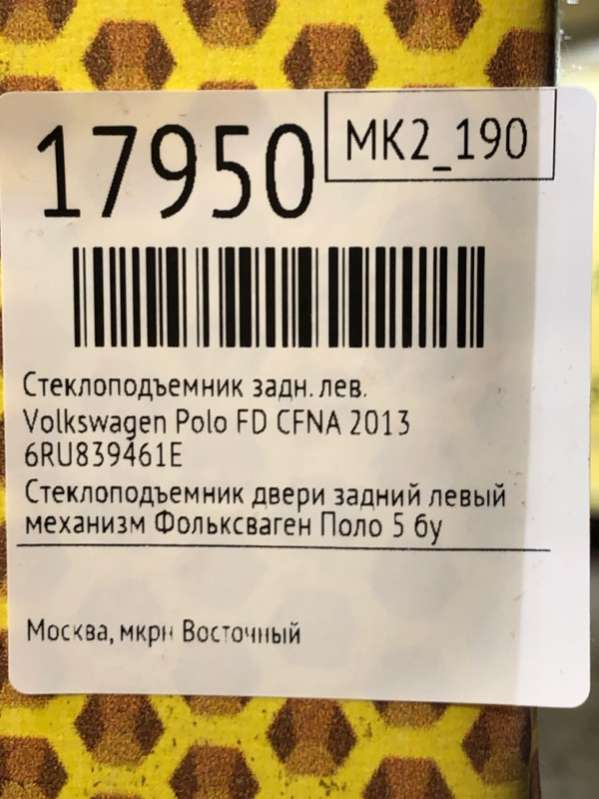 17950
МК2_190
Стеклоподъемник задн. лев.
Volkswagen Polo FD CFNA 2013
6RU839461E
Стеклоподъемник двери задний левый
механизм Фольксваген Поло 5 бу
Москва, мкрн Восточный